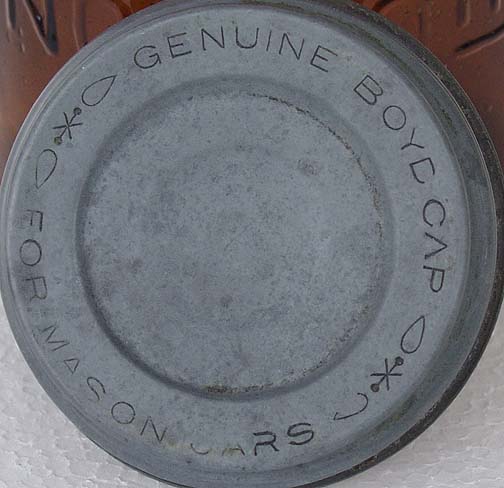 GENUINE BOYD CAP
FOR MASON JARS